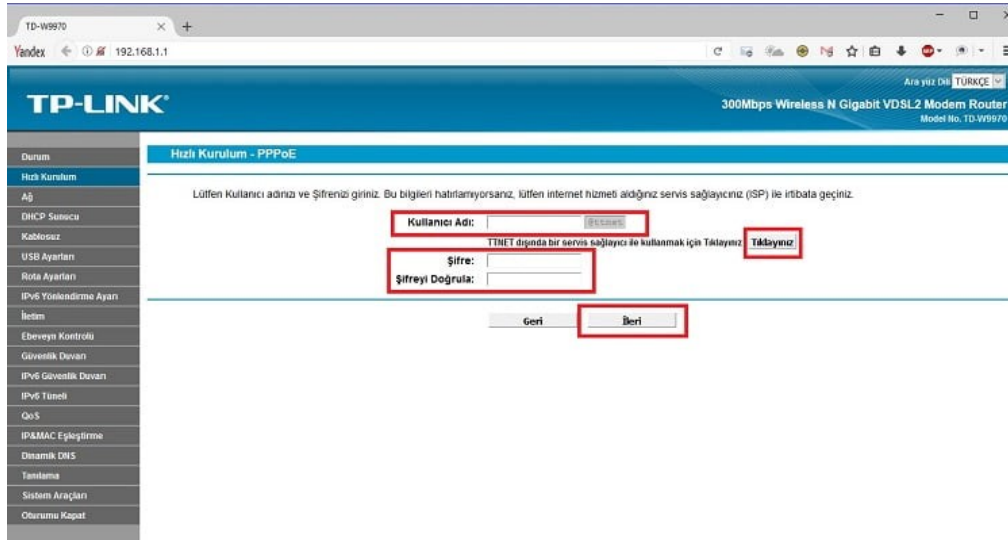 TD-W9970
Yandex 192.168.1.1
Ara yüz Dili TÜRKÇE
TP-LINK®
300Mbps Wireless N Gigabit VDSL2 Modem Router
Model No. TD-W9970
Durum
Hızlı Kurulum
Ağ
DHCP Sunucu
Kablosuz
USB Ayarları
Rota Ayarları
IPv6 Yönlendirme Ayarı
İletim
Ebeveyn Kontrolü
Güvenlik Duvarı
IPv6 Güvenlik Duvarı
IPv6 Tüneli
QoS
IP&MAC Eşleştirme
Dinamik DNS
Tanılama
Sistem Araçları
Oturumu Kapat
Hızlı Kurulum - PPPoE
Lütfen Kullanıcı adınızı ve Şifrenizi giriniz. Bu bilgileri hatırlamıyorsanız, lütfen internet hizmeti aldığınız servis sağlayıcınız (ISP) ile irtibata geçiniz.
Kullanıcı Adı: @ttnet
TTNET dışında bir servis sağlayıcı ile kullanmak için Tıklayınız Tıklayınız
Şifre:
Şifreyi Doğrula:
Geri İleri